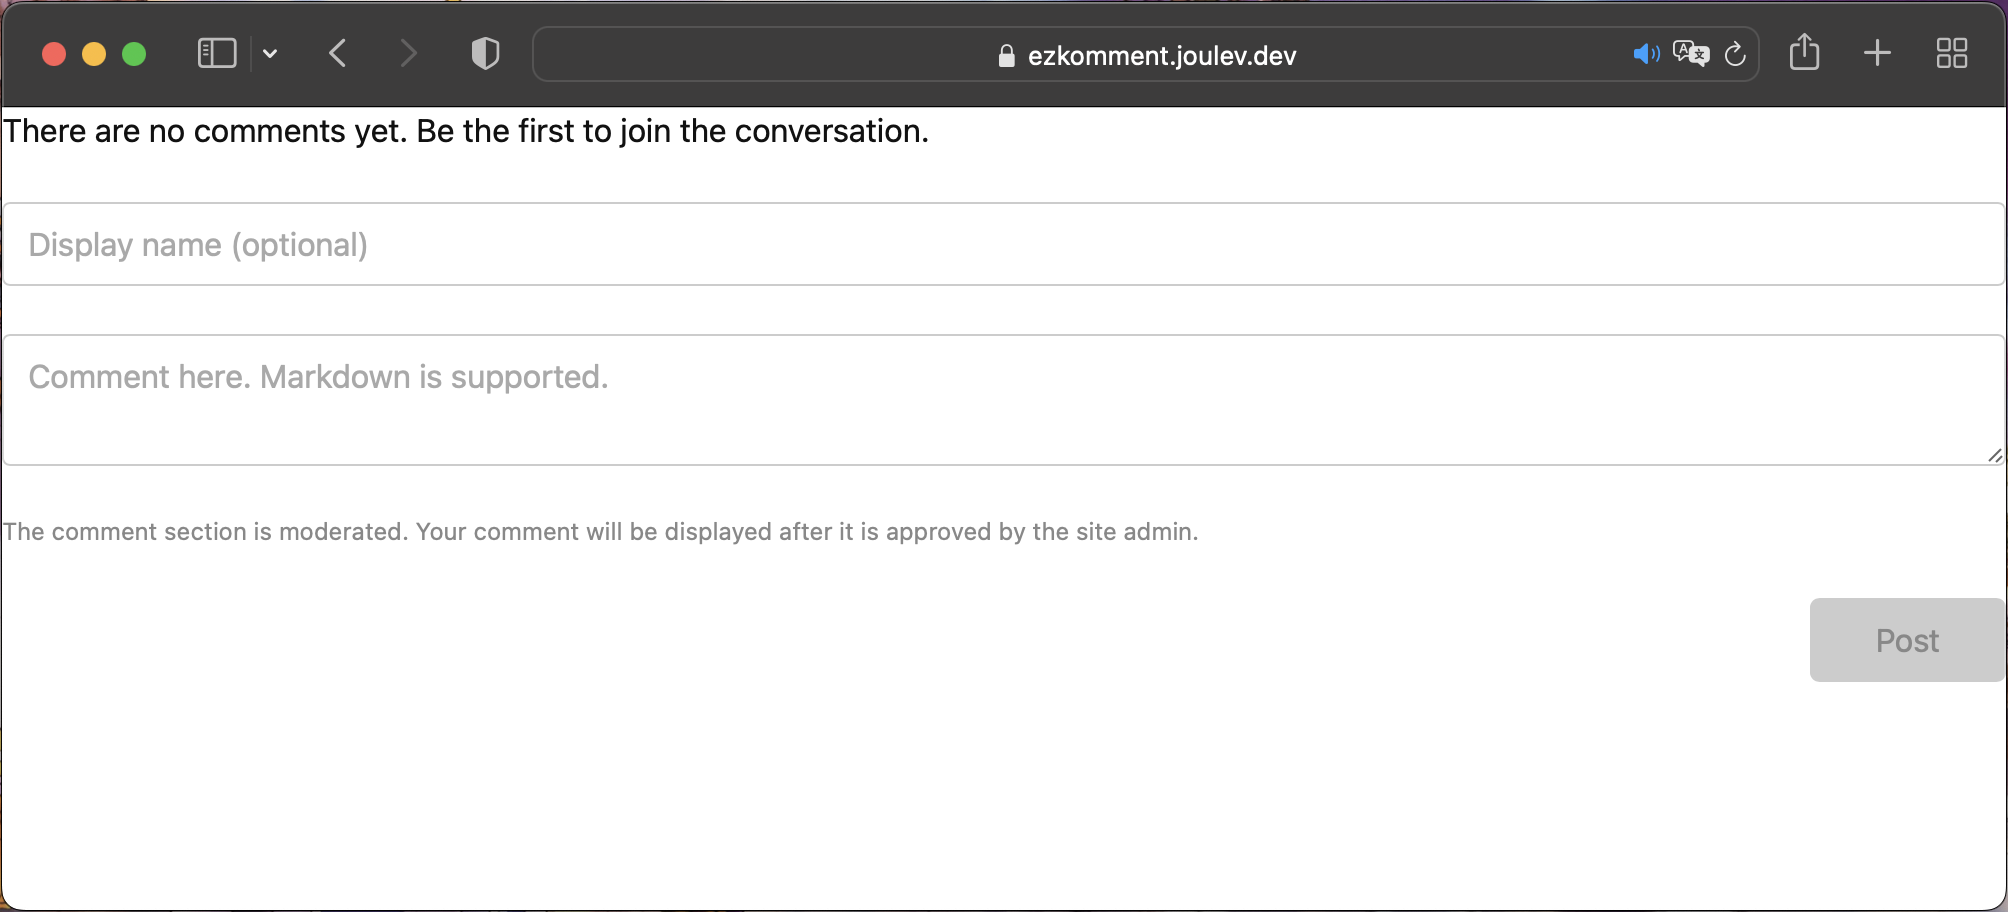 ezkomment.joulev.dev
There are no comments yet. Be the first to join the conversation.
Display name (optional)
Comment here. Markdown is supported.
The comment section is moderated. Your comment will be displayed after it is approved by the site admin.
Post